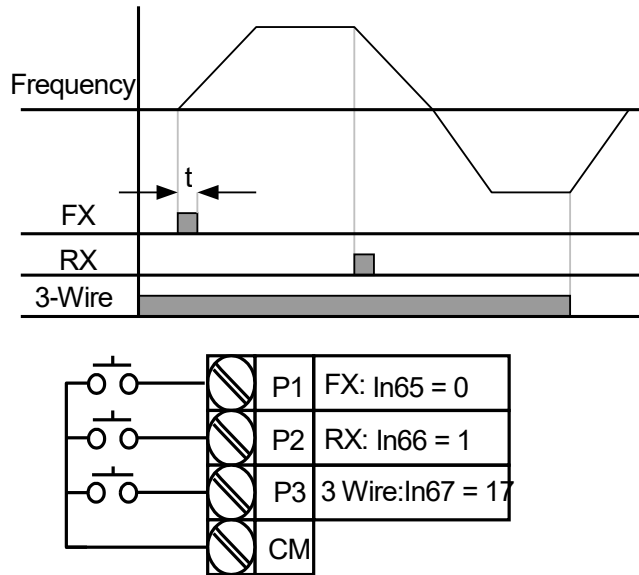 Frequency
t
FX
RX
3-Wire
P1 FX: In65 = 0
P2 RX: In66 = 1
P3 3 Wire:In67 = 17
CM